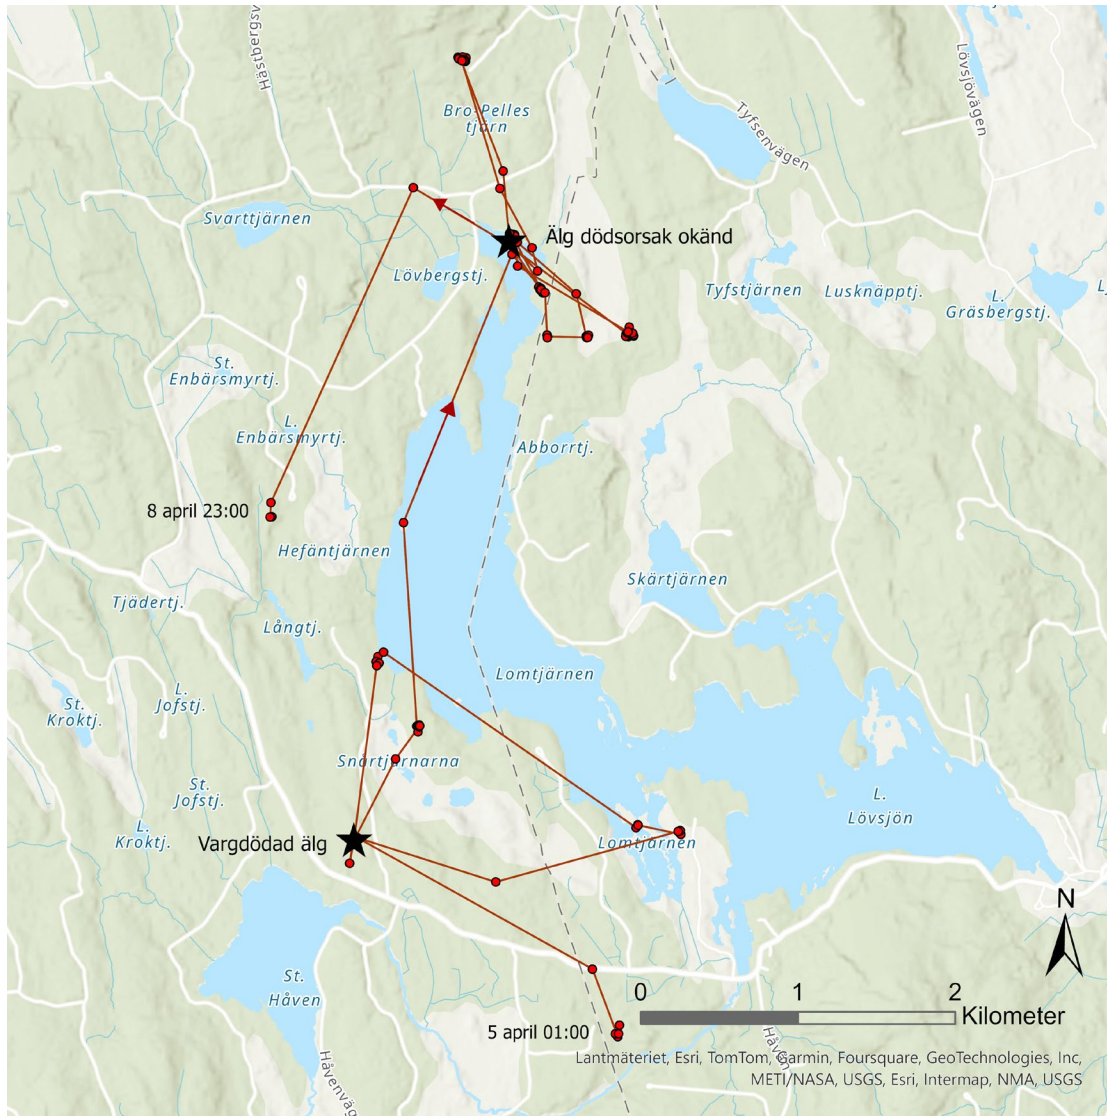 Hästbergsv
Lövsjövägen
Tyfsenvägen
Bro-Pelles
tjärn
Svarttjärnen
Älg dödsorsak okänd
Lövbergstj.
Tyfstjärnen
Lusknäpptj.
L.
L.
Gräsbergstj.
St.
Enbärsmyrtj.
L.
Enbärsmyrtj.
Abborrtj.
8 april 23:00
Hefäntjärnen
Skärtjärnen
Tjädertj.
Långtj.
Lomtjärnen
L.
Jofstj.
St.
Kroktj.
Snårtjärnarna
St.
Jofstj.
L.
Lövsjön
L.
Kroktj.
Vargdödad älg
Lomtjärnen
N
St.
Håven
0 1 2
Kilometer
5 april 01:00
Håvenväg
Lantmäteriet, Esri, TomTom, Garmin, Foursquare, GeoTechnologies, Inc,
METI/NASA, USGS, Esri, Intermap, NMA, USGS